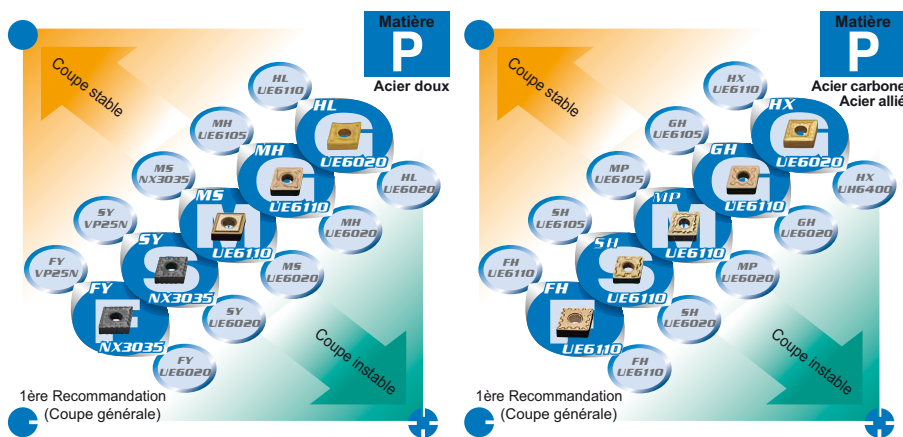 Matière
P
Acier doux
Coupe stable
HL
UE6110
MH
UE6105
MS
NX3035
SY
VP25N
FY
VP25N
HL
UE6020
MH
UE6110
MS
UE6110
SY
NX3035
FY
NX3035
HL
UE6020
MH
UE6020
MS
UE6020
SY
UE6020
FY
UE6020
Coupe instable
1ère Recommandation
(Coupe générale)
Matière
P
Acier carbone
Acier allié
Coupe stable
HX
UE6110
GH
UE6105
MP
UE6105
SH
UE6105
FH
UE6110
HX
UE6020
GH
UE6110
MP
UE6110
SH
UE6110
FH
UE6110
HX
UH6400
GH
UE6020
MP
UE6020
SH
UE6020
FH
UE6110
Coupe instable
1ère Recommandation
(Coupe générale)